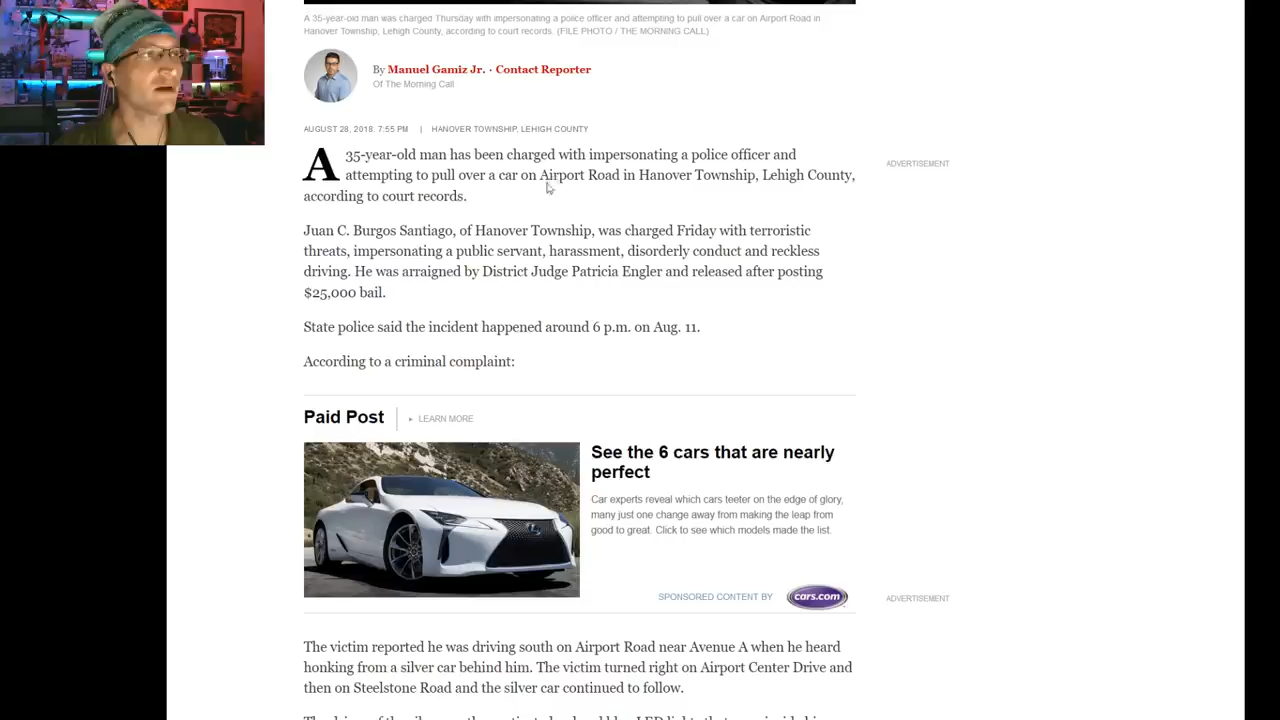 A 35-year-old man was charged Thursday with impersonating a police officer and attempting to pull over a car on Airport Road in
Hanover Township, Lehigh County, according to court records. (FILE PHOTO / THE MORNING CALL)
By Manuel Gamiz Jr. · Contact Reporter
Of The Morning Call
AUGUST 28, 2018, 7:55 PM | HANOVER TOWNSHIP, LEHIGH COUNTY
A 35-year-old man has been charged with impersonating a police officer and
attempting to pull over a car on Airport Road in Hanover Township, Lehigh County,
according to court records.
ADVERTISEMENT
Juan C. Burgos Santiago, of Hanover Township, was charged Friday with terroristic
threats, impersonating a public servant, harassment, disorderly conduct and reckless
driving. He was arraigned by District Judge Patricia Engler and released after posting
$25,000 bail.
State police said the incident happened around 6 p.m. on Aug. 11.
According to a criminal complaint:
Paid Post | ▸ LEARN MORE
See the 6 cars that are nearly
perfect
Car experts reveal which cars teeter on the edge of glory,
many just one change away from making the leap from
good to great. Click to see which models made the list.
SPONSORED CONTENT BY cars.com
ADVERTISEMENT
The victim reported he was driving south on Airport Road near Avenue A when he heard
honking from a silver car behind him. The victim turned right on Airport Center Drive and
then on Steelstone Road and the silver car continued to follow.